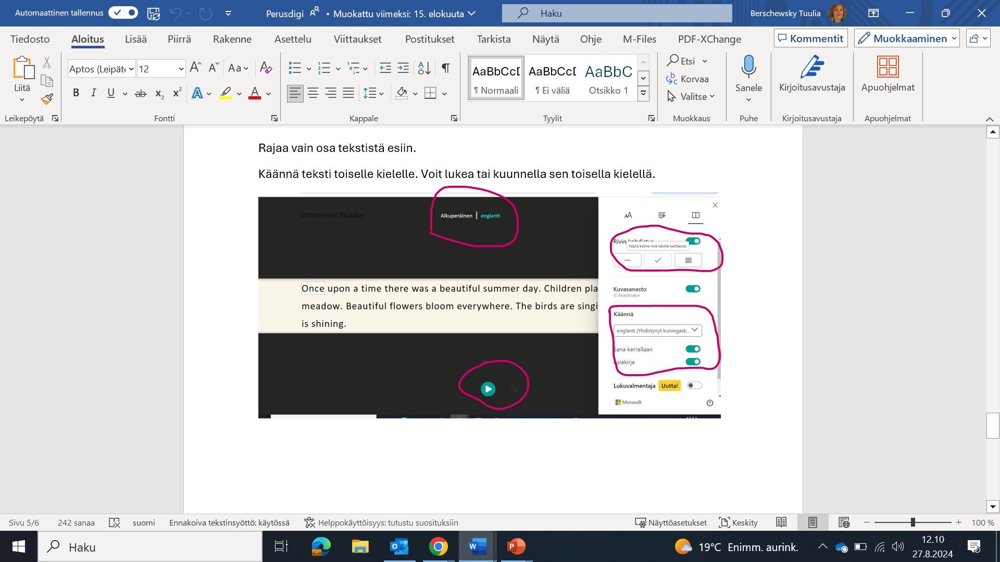 Automaattinen tallennus
Perusdigi • Muokattu viimeksi: 15. elokuuta
Haku
Berschewsky Tuulia
Tiedosto Aloitus Lisää Piirrä Rakenne Asettelu Viittaukset Postitukset Tarkista Näytä Ohje M-Files PDF-XChange
Kommentit Muokkaaminen
Liitä
Leikepöytä
Aptos (Leipäte 12
Aa
B I U ab x2 x2 A A
Fontti
Kappale
AaBbCcD AaBbCcD AaBbC
¶ Normaali ¶ Ei väliä Otsikko 1
Tyylit
Etsi
Korvaa
Valitse
Muokkaus
Sanele
Puhe
Kirjoitusavustaja
Kirjoitusavustaja
Apuohjelmat
Apuohjelmat
Rajaa vain osa tekstistä esiin.
Käännä teksti toiselle kielelle. Voit lukea tai kuunnella sen toisella kielellä.
Immersive Reader
Alkuperäinen | englanti
Once upon a time there was a beautiful summer day. Children pla
meadow. Beautiful flowers bloom everywhere. The birds are singi
is shining.
Rivin kohdistus
Näytä kolme riviä tekstiä luettaessa.
Kuvasanasto
© Boardmaker
Käännä
englanti (Yhdistynyt kuningask...
Sana kerrallaan
Asiakirja
Lukuvalmentaja Uutta!
Microsoft
Sivu 5/6 242 sanaa suomi Ennakoiva tekstinsyöttö: käytössä Helppokäyttöisyys: tutustu suosituksiin
Näyttöasetukset Keskity 100 %
Haku
19°C Enimm. aurink.
12.10
27.8.2024